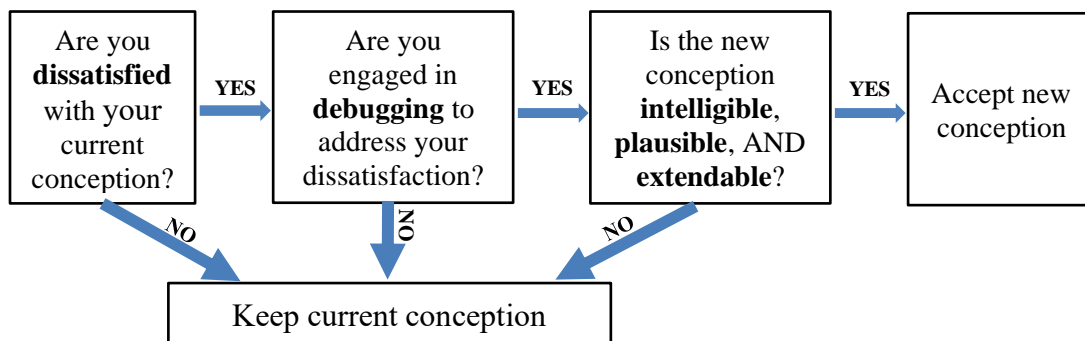 Are you
dissatisfied
with your
current
conception?
YES
Are you
engaged in
debugging to
address your
dissatisfaction?
YES
Is the new
conception
intelligible,
plausible, AND
extendable?
YES
Accept new
conception
NO
NO
NO
Keep current conception